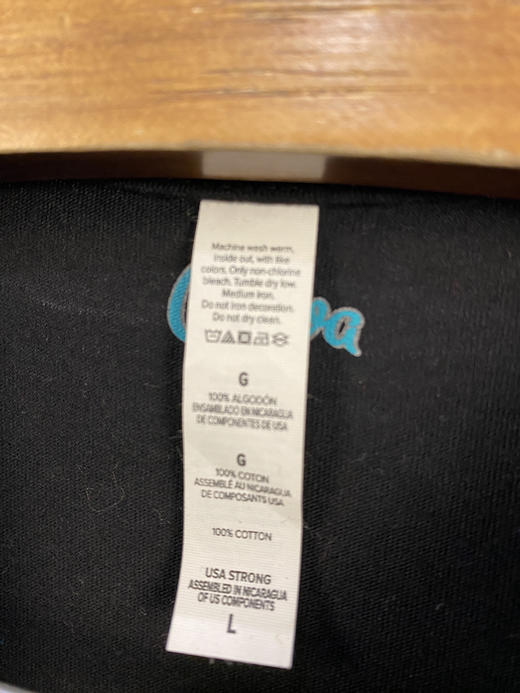 Machine wash warm,
inside out, with like
colors. Only non-chlorine
bleach. Tumble dry low.
Medium iron.
Do not iron decoration.
Do not dry clean.
G
100% ALGODÓN
ENSAMBLADO EN NICARAGUA
DE COMPONENTES DE USA
G
100% COTON
ASSEMBLÉ AU NICARAGUA
DE COMPOSANTS USA
100% COTTON
USA STRONG
ASSEMBLED IN NICARAGUA
OF US COMPONENTS
L